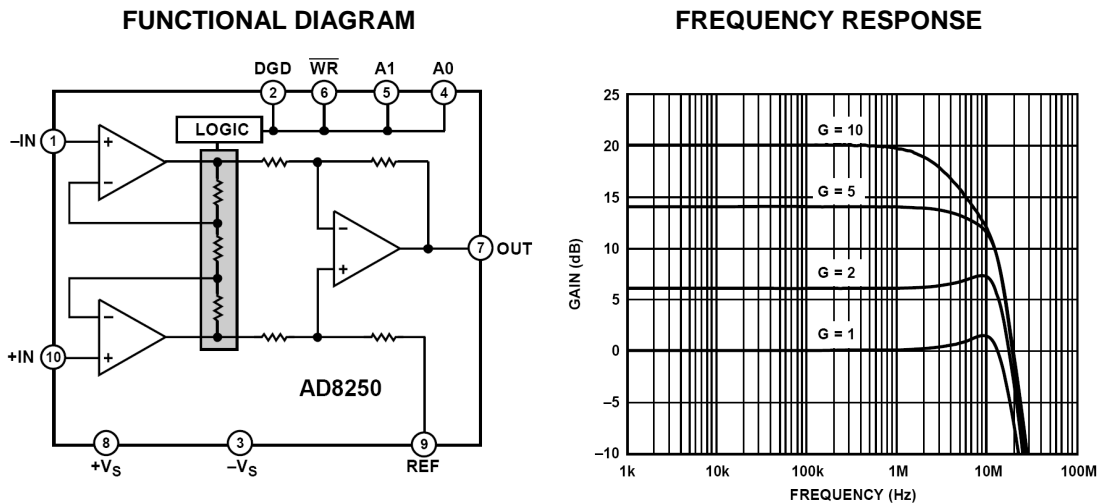 FUNCTIONAL DIAGRAM
DGD
WR
A1
A0
2
6
5
4
LOGIC
–IN
1
+
–
–
+
7
OUT
–
+
+IN
10
AD8250
8
3
9
+VS
–VS
REF
FREQUENCY RESPONSE
25
20
15
10
5
0
–5
–10
GAIN (dB)
G = 10
G = 5
G = 2
G = 1
1k
10k
100k
1M
10M
100M
FREQUENCY (Hz)